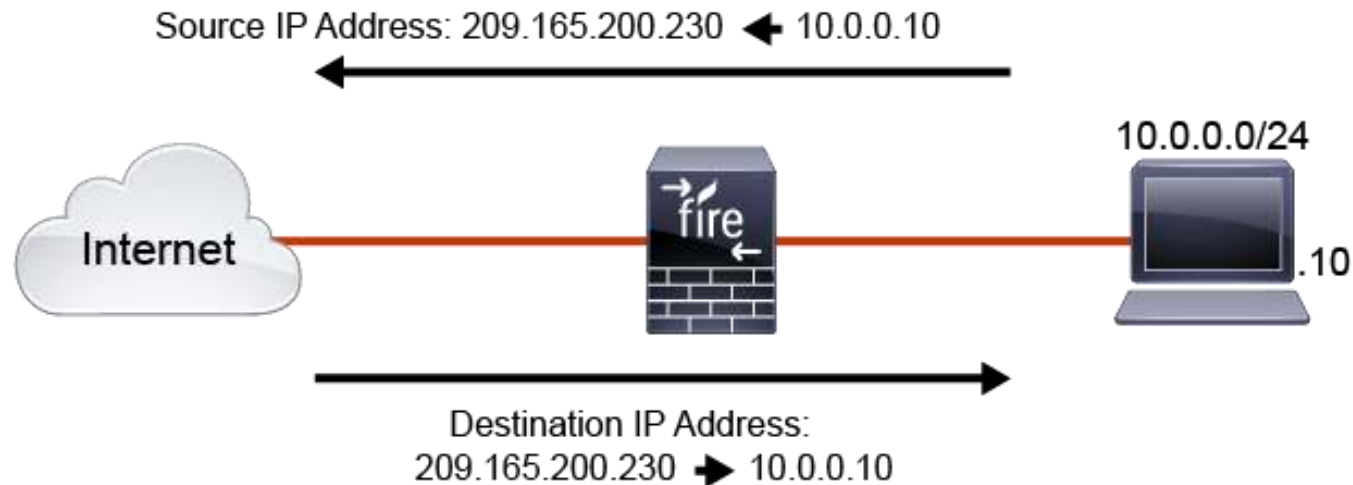 Source IP Address: 209.165.200.230 ← 10.0.0.10
10.0.0.0/24
Internet
fire
.10
Destination IP Address:
209.165.200.230 → 10.0.0.10